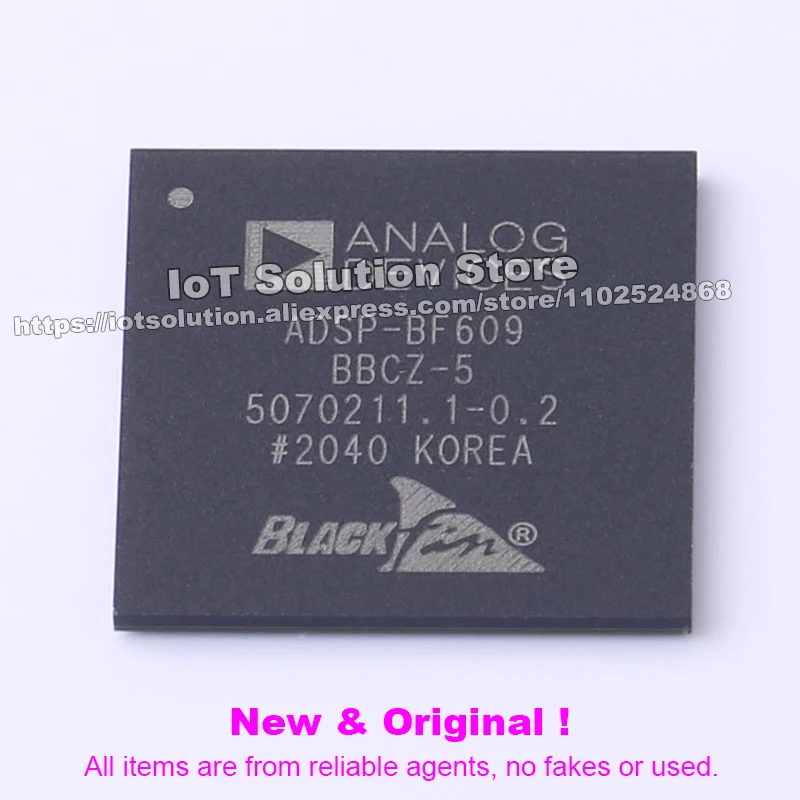 ANALOG
DEVICES
IoT Solution Store
https://iotsolution.aliexpress.com/store/1102524868
ADSP-BF609
BBCZ-5
5070211.1-0.2
#2040 KOREA
BLACKfin®
New & Original !
All items are from reliable agents, no fakes or used.